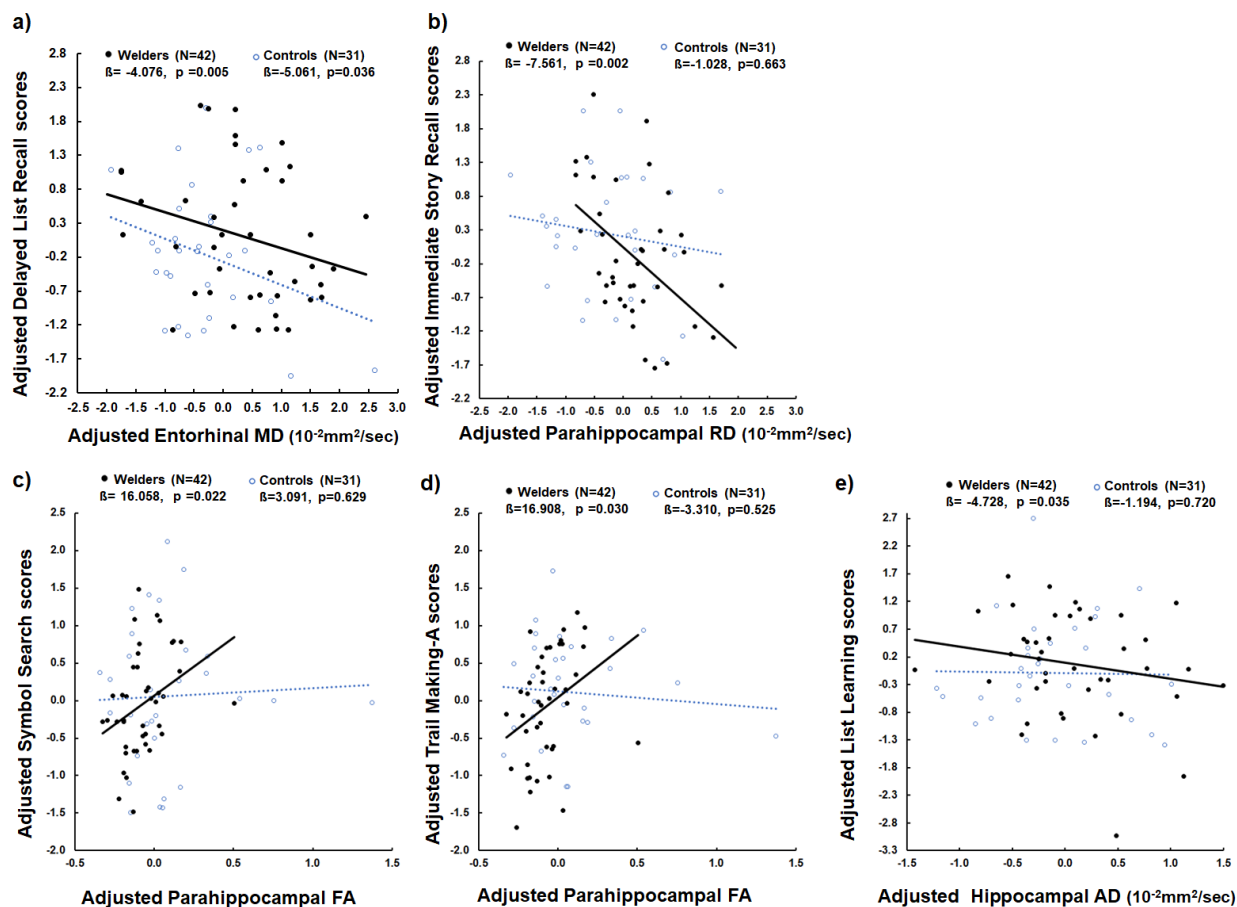 a)
● Welders (N=42) ○ Controls (N=31)
ß= -4.076, p =0.005 ß=-5.061, p=0.036
Adjusted Delayed List Recall scores
2.8
2.3
1.8
1.3
0.8
0.3
-0.2
-0.7
-1.2
-1.7
-2.2
-2.5 -2.0 -1.5 -1.0 -0.5 0.0 0.5 1.0 1.5 2.0 2.5 3.0
Adjusted Entorhinal MD (10⁻²mm²/sec)
b)
● Welders (N=42) ○ Controls (N=31)
ß= -7.561, p =0.002 ß=-1.028, p=0.663
Adjusted Immediate Story Recall scores
2.8
2.3
1.8
1.3
0.8
0.3
-0.2
-0.7
-1.2
-1.7
-2.2
-2.5 -2.0 -1.5 -1.0 -0.5 0.0 0.5 1.0 1.5 2.0 2.5 3.0
Adjusted Parahippocampal RD (10⁻²mm²/sec)
c)
● Welders (N=42) ○ Controls (N=31)
ß= 16.058, p =0.022 ß=3.091, p=0.629
Adjusted Symbol Search scores
2.5
2.0
1.5
1.0
0.5
0.0
-0.5
-1.0
-1.5
-2.0
-0.5 0.0 0.5 1.0 1.5
Adjusted Parahippocampal FA
d)
● Welders (N=42) ○ Controls (N=31)
ß=16.908, p =0.030 ß=-3.310, p=0.525
Adjusted Trail Making-A scores
2.5
2.0
1.5
1.0
0.5
0.0
-0.5
-1.0
-1.5
-2.0
-0.5 0.0 0.5 1.0 1.5
Adjusted Parahippocampal FA
e)
● Welders (N=42) ○ Controls (N=31)
ß= -4.728, p =0.035 ß=-1.194, p=0.720
Adjusted List Learning scores
2.7
2.2
1.7
1.2
0.7
0.2
-0.3
-0.8
-1.3
-1.8
-2.3
-2.8
-3.3
-1.5 -1.0 -0.5 0.0 0.5 1.0 1.5
Adjusted Hippocampal AD (10⁻²mm²/sec)